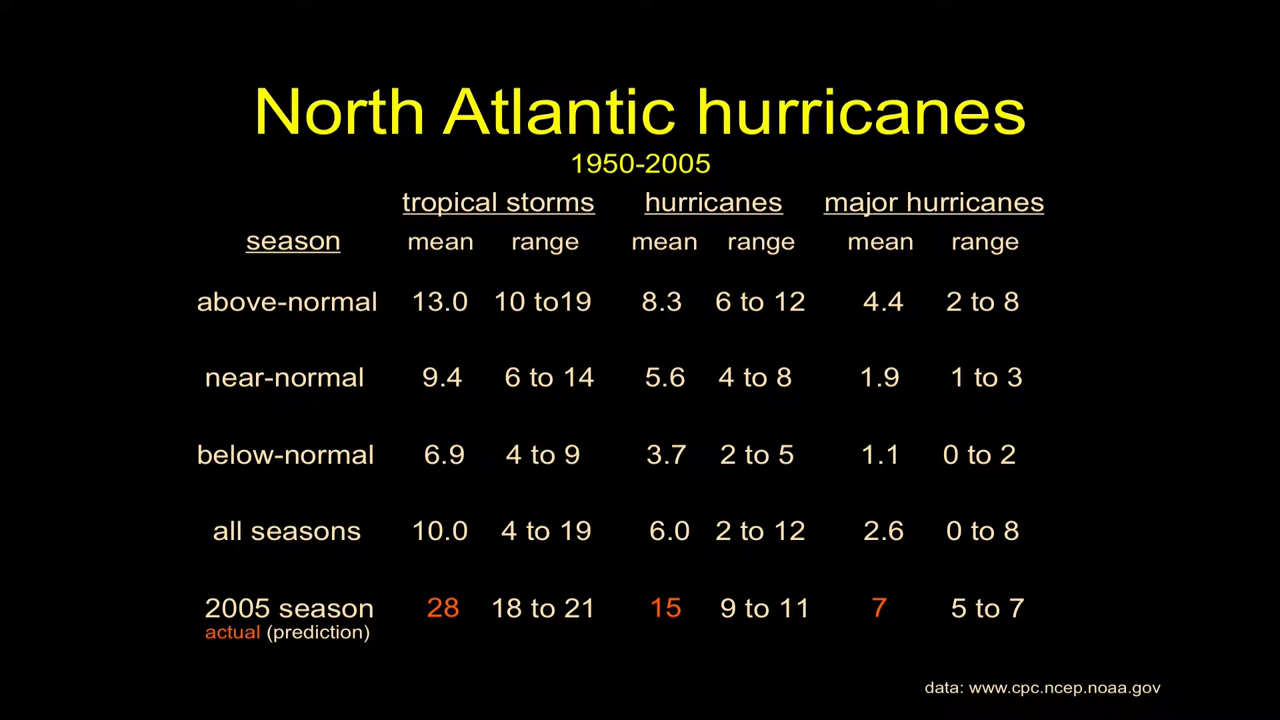 North Atlantic hurricanes
1950-2005
tropical storms hurricanes major hurricanes
season mean range mean range mean range
above-normal 13.0 10 to19 8.3 6 to 12 4.4 2 to 8
near-normal 9.4 6 to 14 5.6 4 to 8 1.9 1 to 3
below-normal 6.9 4 to 9 3.7 2 to 5 1.1 0 to 2
all seasons 10.0 4 to 19 6.0 2 to 12 2.6 0 to 8
2005 season 28 18 to 21 15 9 to 11 7 5 to 7
actual (prediction)
data: www.cpc.ncep.noaa.gov